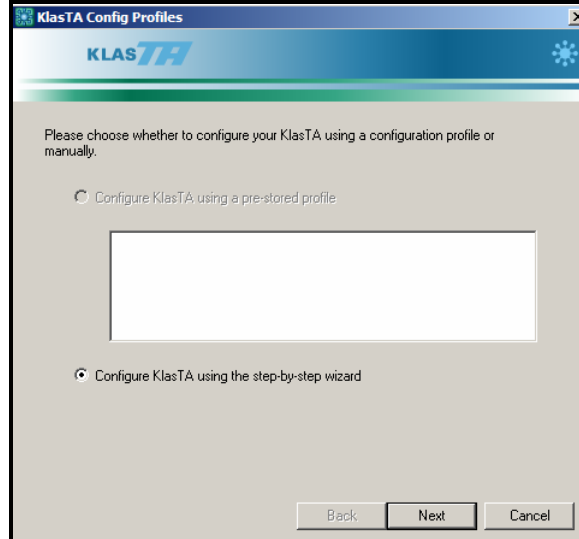 KlasTA Config Profiles
KLAS TA
Please choose whether to configure your KlasTA using a configuration profile or
manually.
Configure KlasTA using a pre-stored profile
Configure KlasTA using the step-by-step wizard
Back Next Cancel